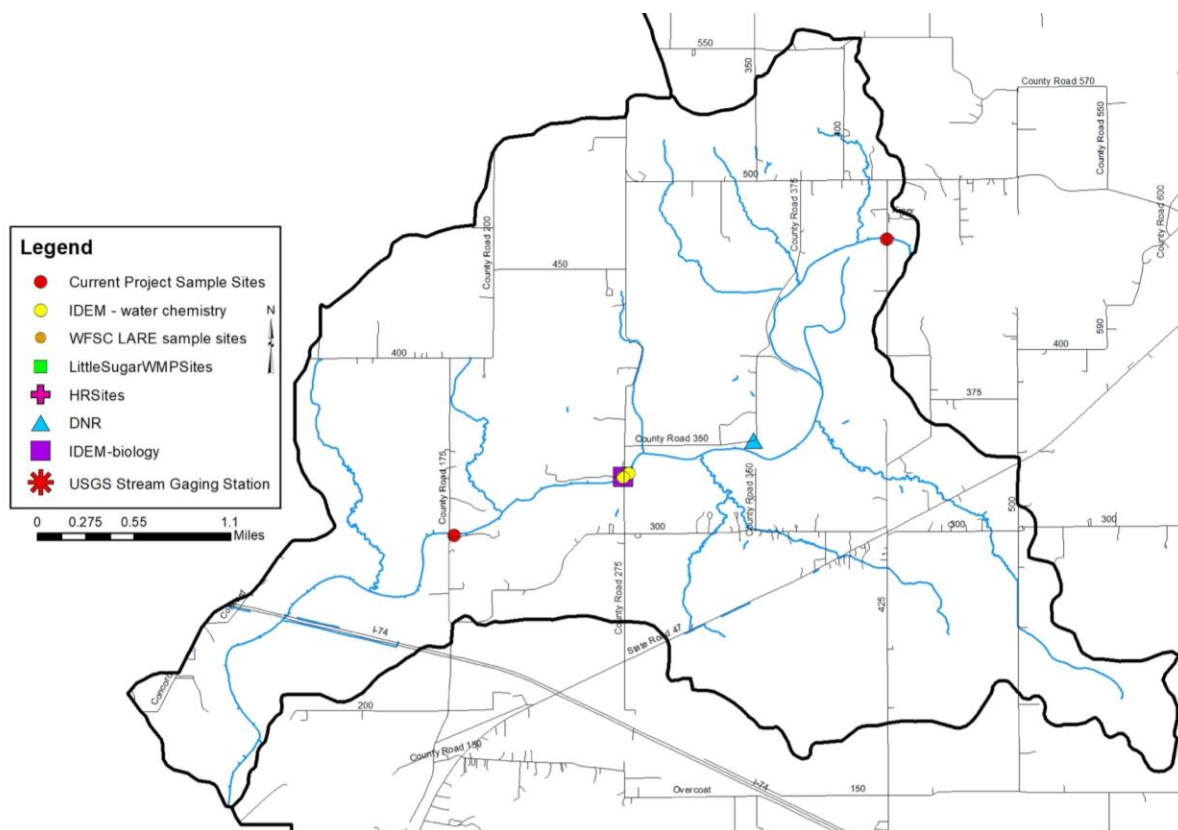 Legend
Current Project Sample Sites
IDEM - water chemistry
WFSC LARE sample sites
LittleSugarWMPSites
HRSites
DNR
IDEM-biology
USGS Stream Gaging Station
N
0 0.275 0.55 1.1
Miles
550
350
County Road 570
County Road 550
400
500
County Road 375
County Road 600
County Road 200
450
590
400
400
375
County Road 350
County Road 175
County Road 350
500
300
300
300
County Road 275
425
I-74
State Road 47
Concord
200
County Road 150
I-74
Overcoat
150